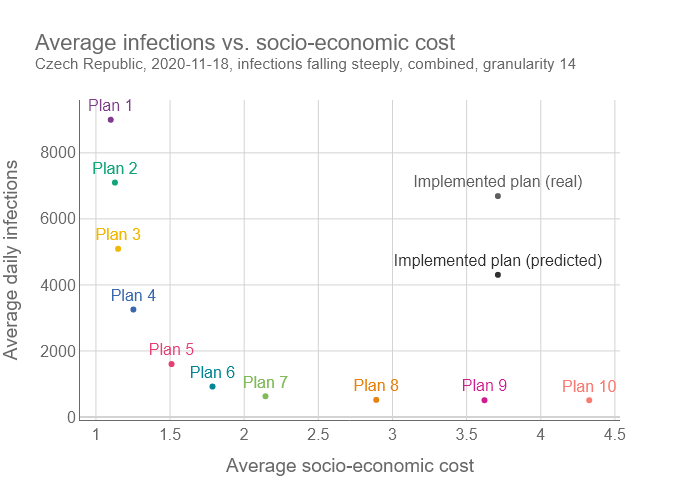 Average infections vs. socio-economic cost
Czech Republic, 2020-11-18, infections falling steeply, combined, granularity 14
Plan 1
8000
Plan 2
Implemented plan (real)
6000
Plan 3
Implemented plan (predicted)
4000
Plan 4
2000
Plan 5
Plan 6
Plan 7
Plan 8
Plan 9
Plan 10
0
1
1.5
2
2.5
3
3.5
4
4.5
Average daily infections
Average socio-economic cost